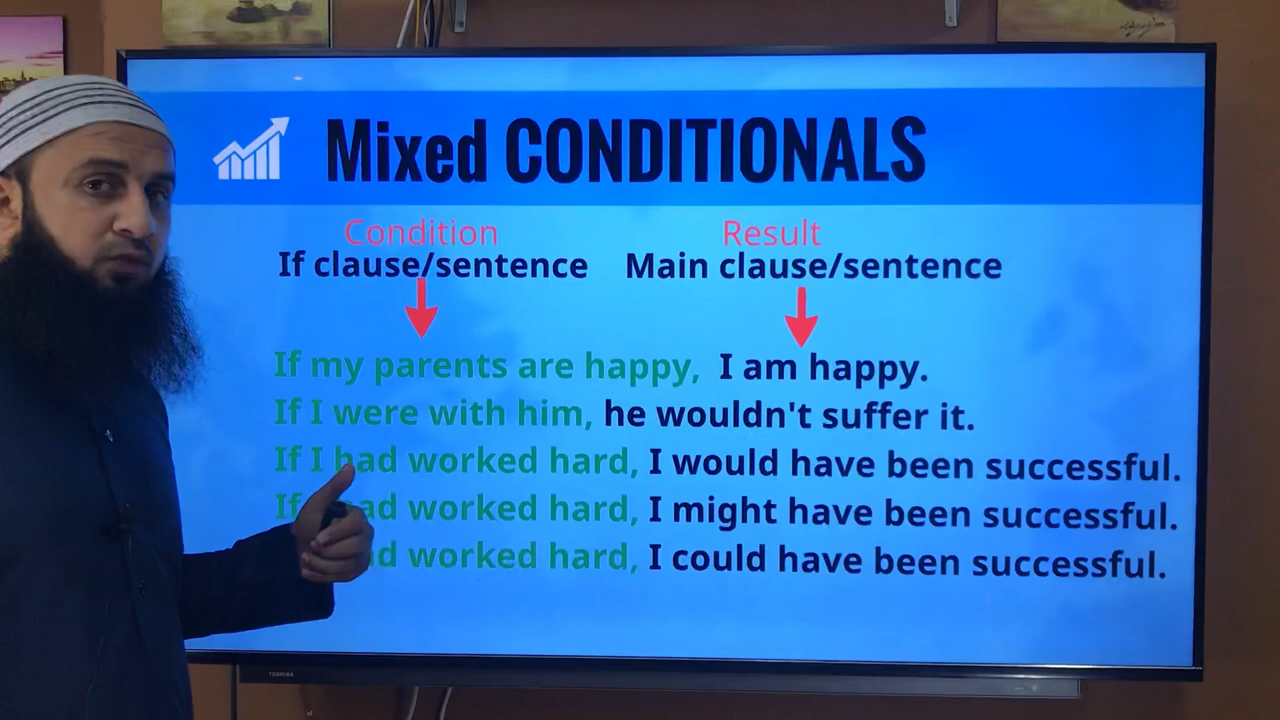 Mixed CONDITIONALS
Condition Result
If clause/sentence Main clause/sentence
If my parents are happy, I am happy.
If I were with him, he wouldn't suffer it.
If I had worked hard, I would have been successful.
If worked hard, I might have been successful.
worked hard, I could have been successful.
TOSHIBA